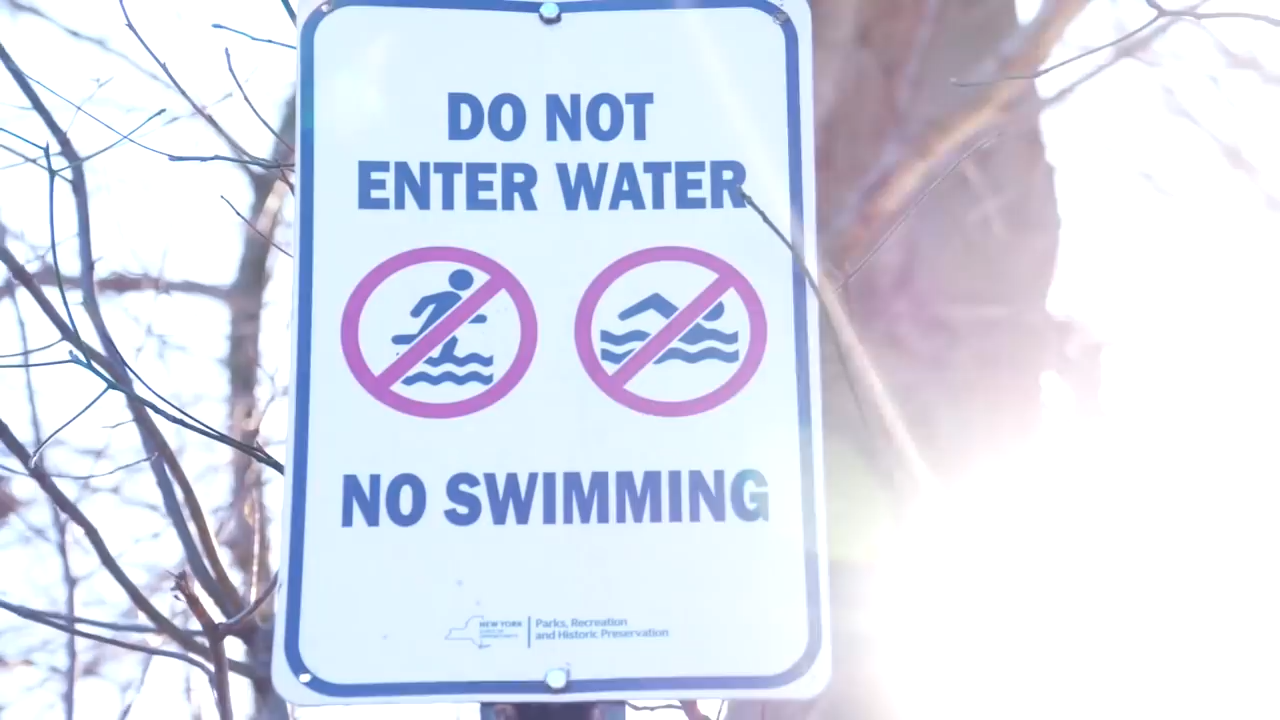 DO NOT
ENTER WATER
NO SWIMMING
NEW YORK
Parks, Recreation
and Historic Preservation